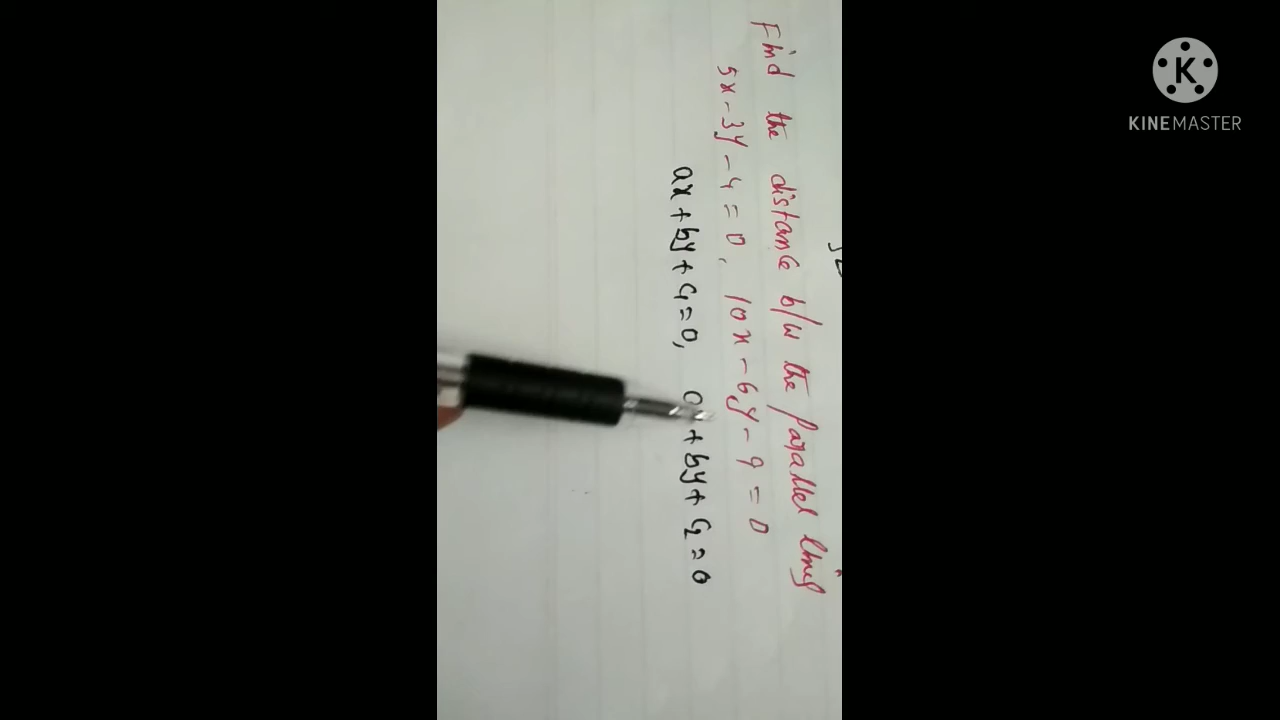 Find the distance b/w the parallel lines
5x - 3y - 4 = 0, 10x - 6y - 9 = 0
ax + by + c₁ = 0, + by + c₂ = 0
K
KINEMASTER